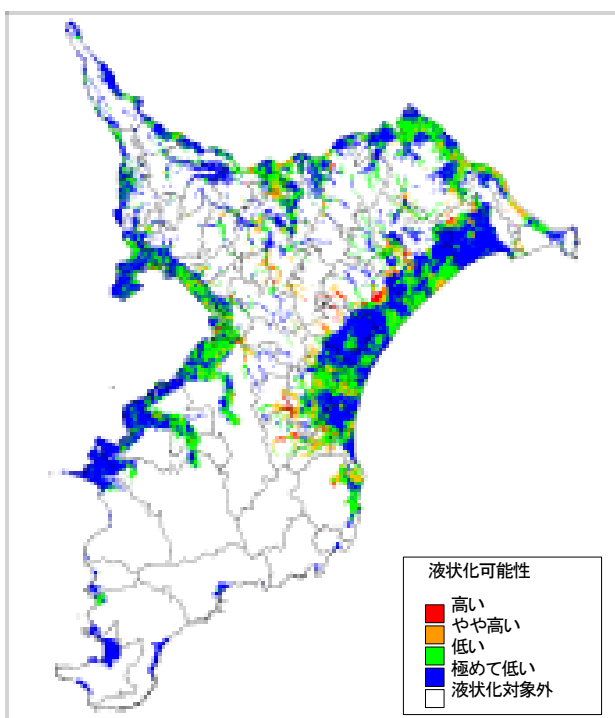 液状化可能性
高い
やや高い
低い
極めて低い
液状化対象外